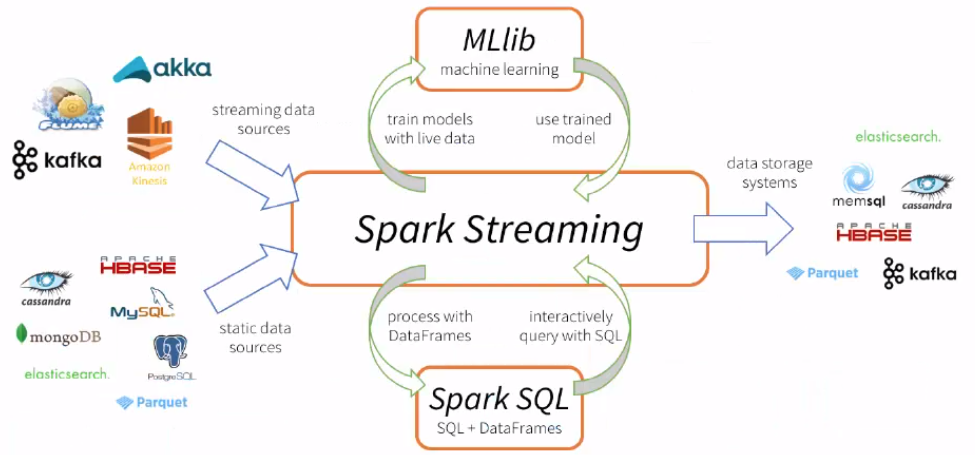 MLlib
machine learning
akka
FLUME
kafka
Amazon
Kinesis
streaming data
sources
train models
with live data
use trained
model
data storage
systems
elasticsearch.
memsql
cassandra
APACHE
HBASE
Parquet
kafka
Spark Streaming
APACHE
HBASE
cassandra
MySQL
mongoDB
PostgreSQL
elasticsearch.
Parquet
static data
sources
process with
DataFrames
interactively
query with SQL
Spark SQL
SQL + DataFrames